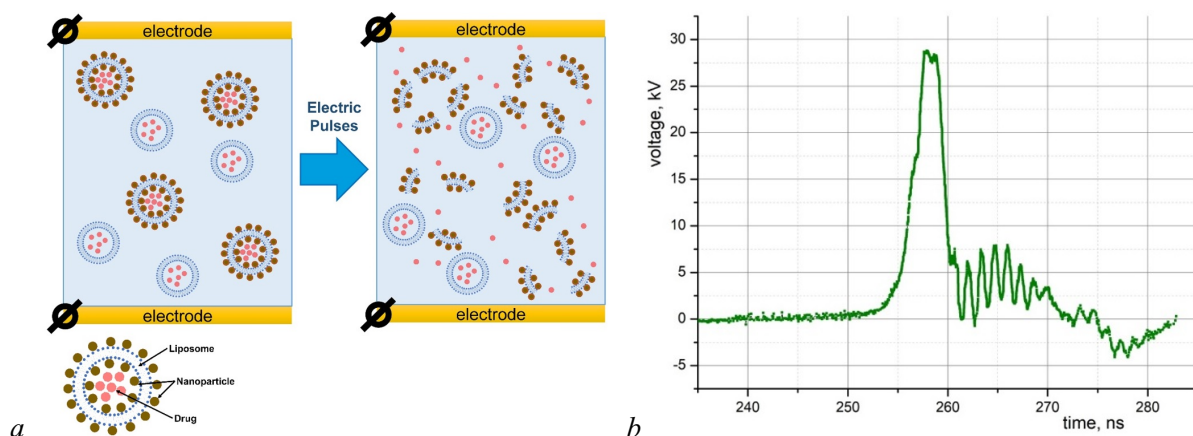 electrode
electrode
Electric
Pulses
electrode
electrode
Liposome
Nanoparticle
Drug
a
voltage, kV
30
25
20
15
10
5
0
-5
240
250
260
270
280
time, ns
b